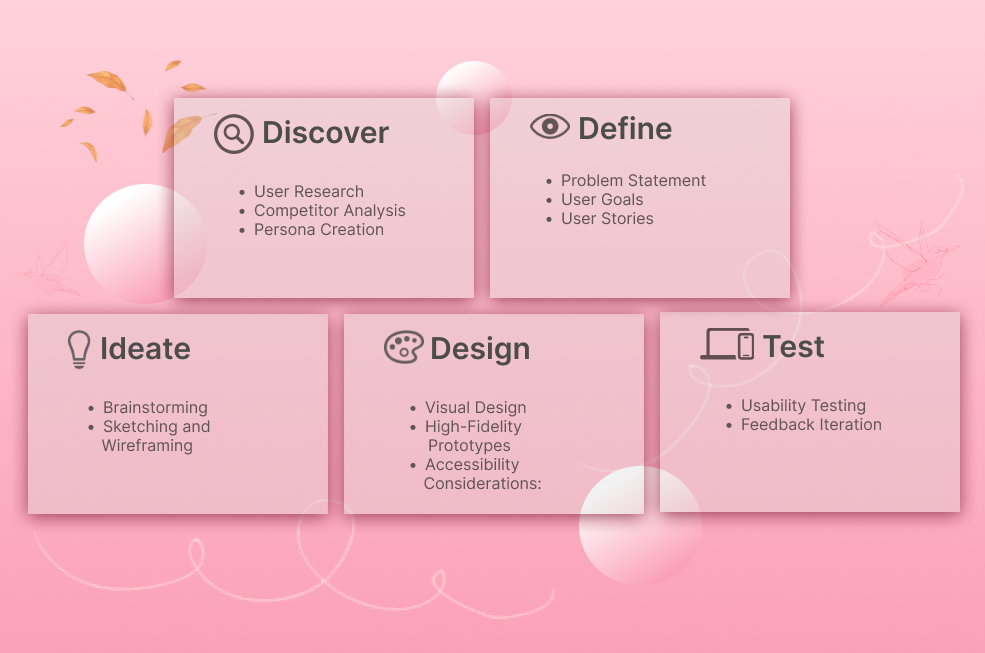 Discover
• User Research
• Competitor Analysis
• Persona Creation
Define
• Problem Statement
• User Goals
• User Stories
Ideate
• Brainstorming
• Sketching and
Wireframing
Design
• Visual Design
• High-Fidelity
Prototypes
• Accessibility
Considerations:
Test
• Usability Testing
• Feedback Iteration